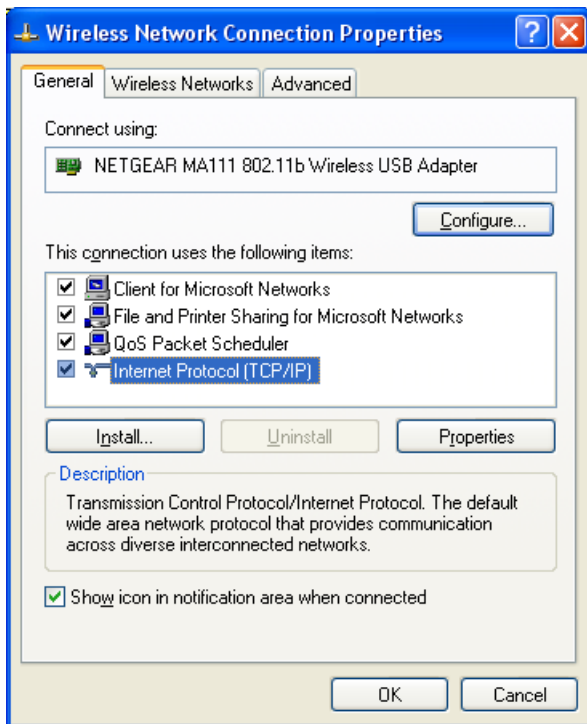 Wireless Network Connection Properties
General Wireless Networks Advanced
Connect using:
NETGEAR MA111 802.11b Wireless USB Adapter
Configure...
This connection uses the following items:
Client for Microsoft Networks
File and Printer Sharing for Microsoft Networks
QoS Packet Scheduler
Internet Protocol (TCP/IP)
Install... Uninstall Properties
Description
Transmission Control Protocol/Internet Protocol. The default
wide area network protocol that provides communication
across diverse interconnected networks.
Show icon in notification area when connected
OK Cancel